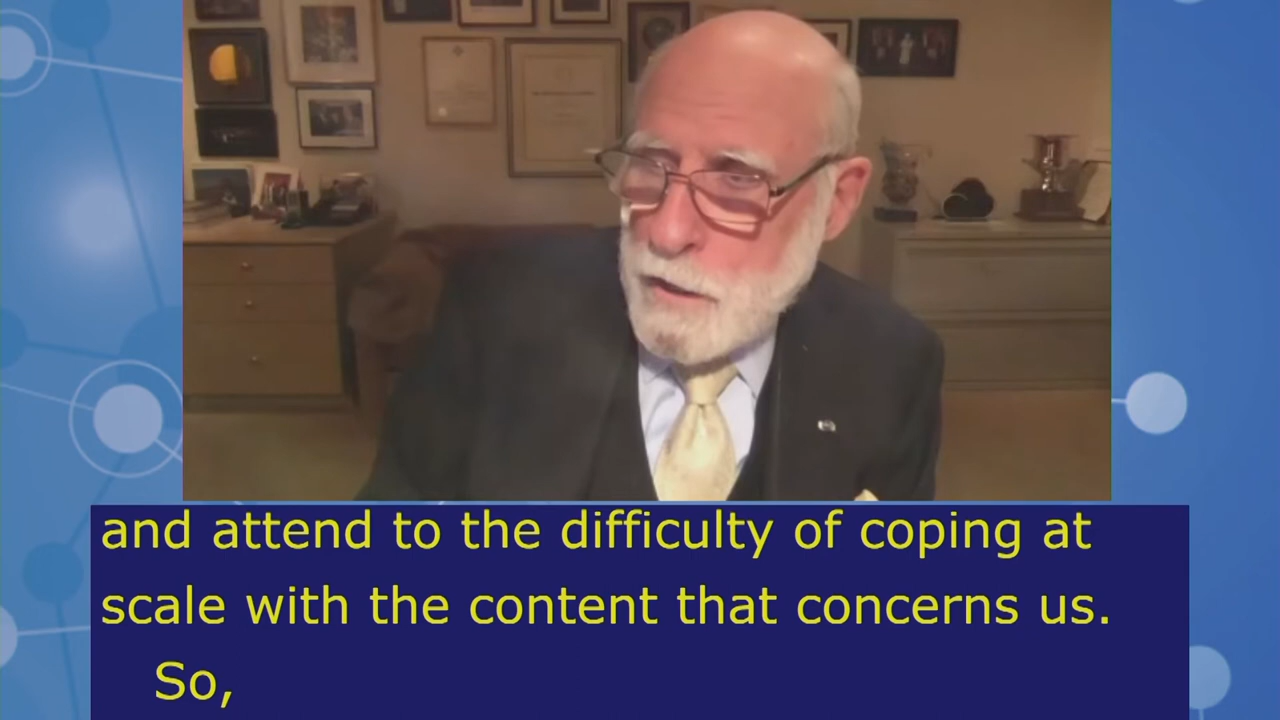 and attend to the difficulty of coping at
scale with the content that concerns us.
So,